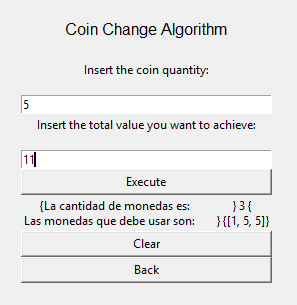 Coin Change Algorithm
Insert the coin quantity:
5
Insert the total value you want to achieve:
11
Execute
{La cantidad de monedas es: } 3 {
Las monedas que debe usar son: } {[1, 5, 5]}
Clear
Back